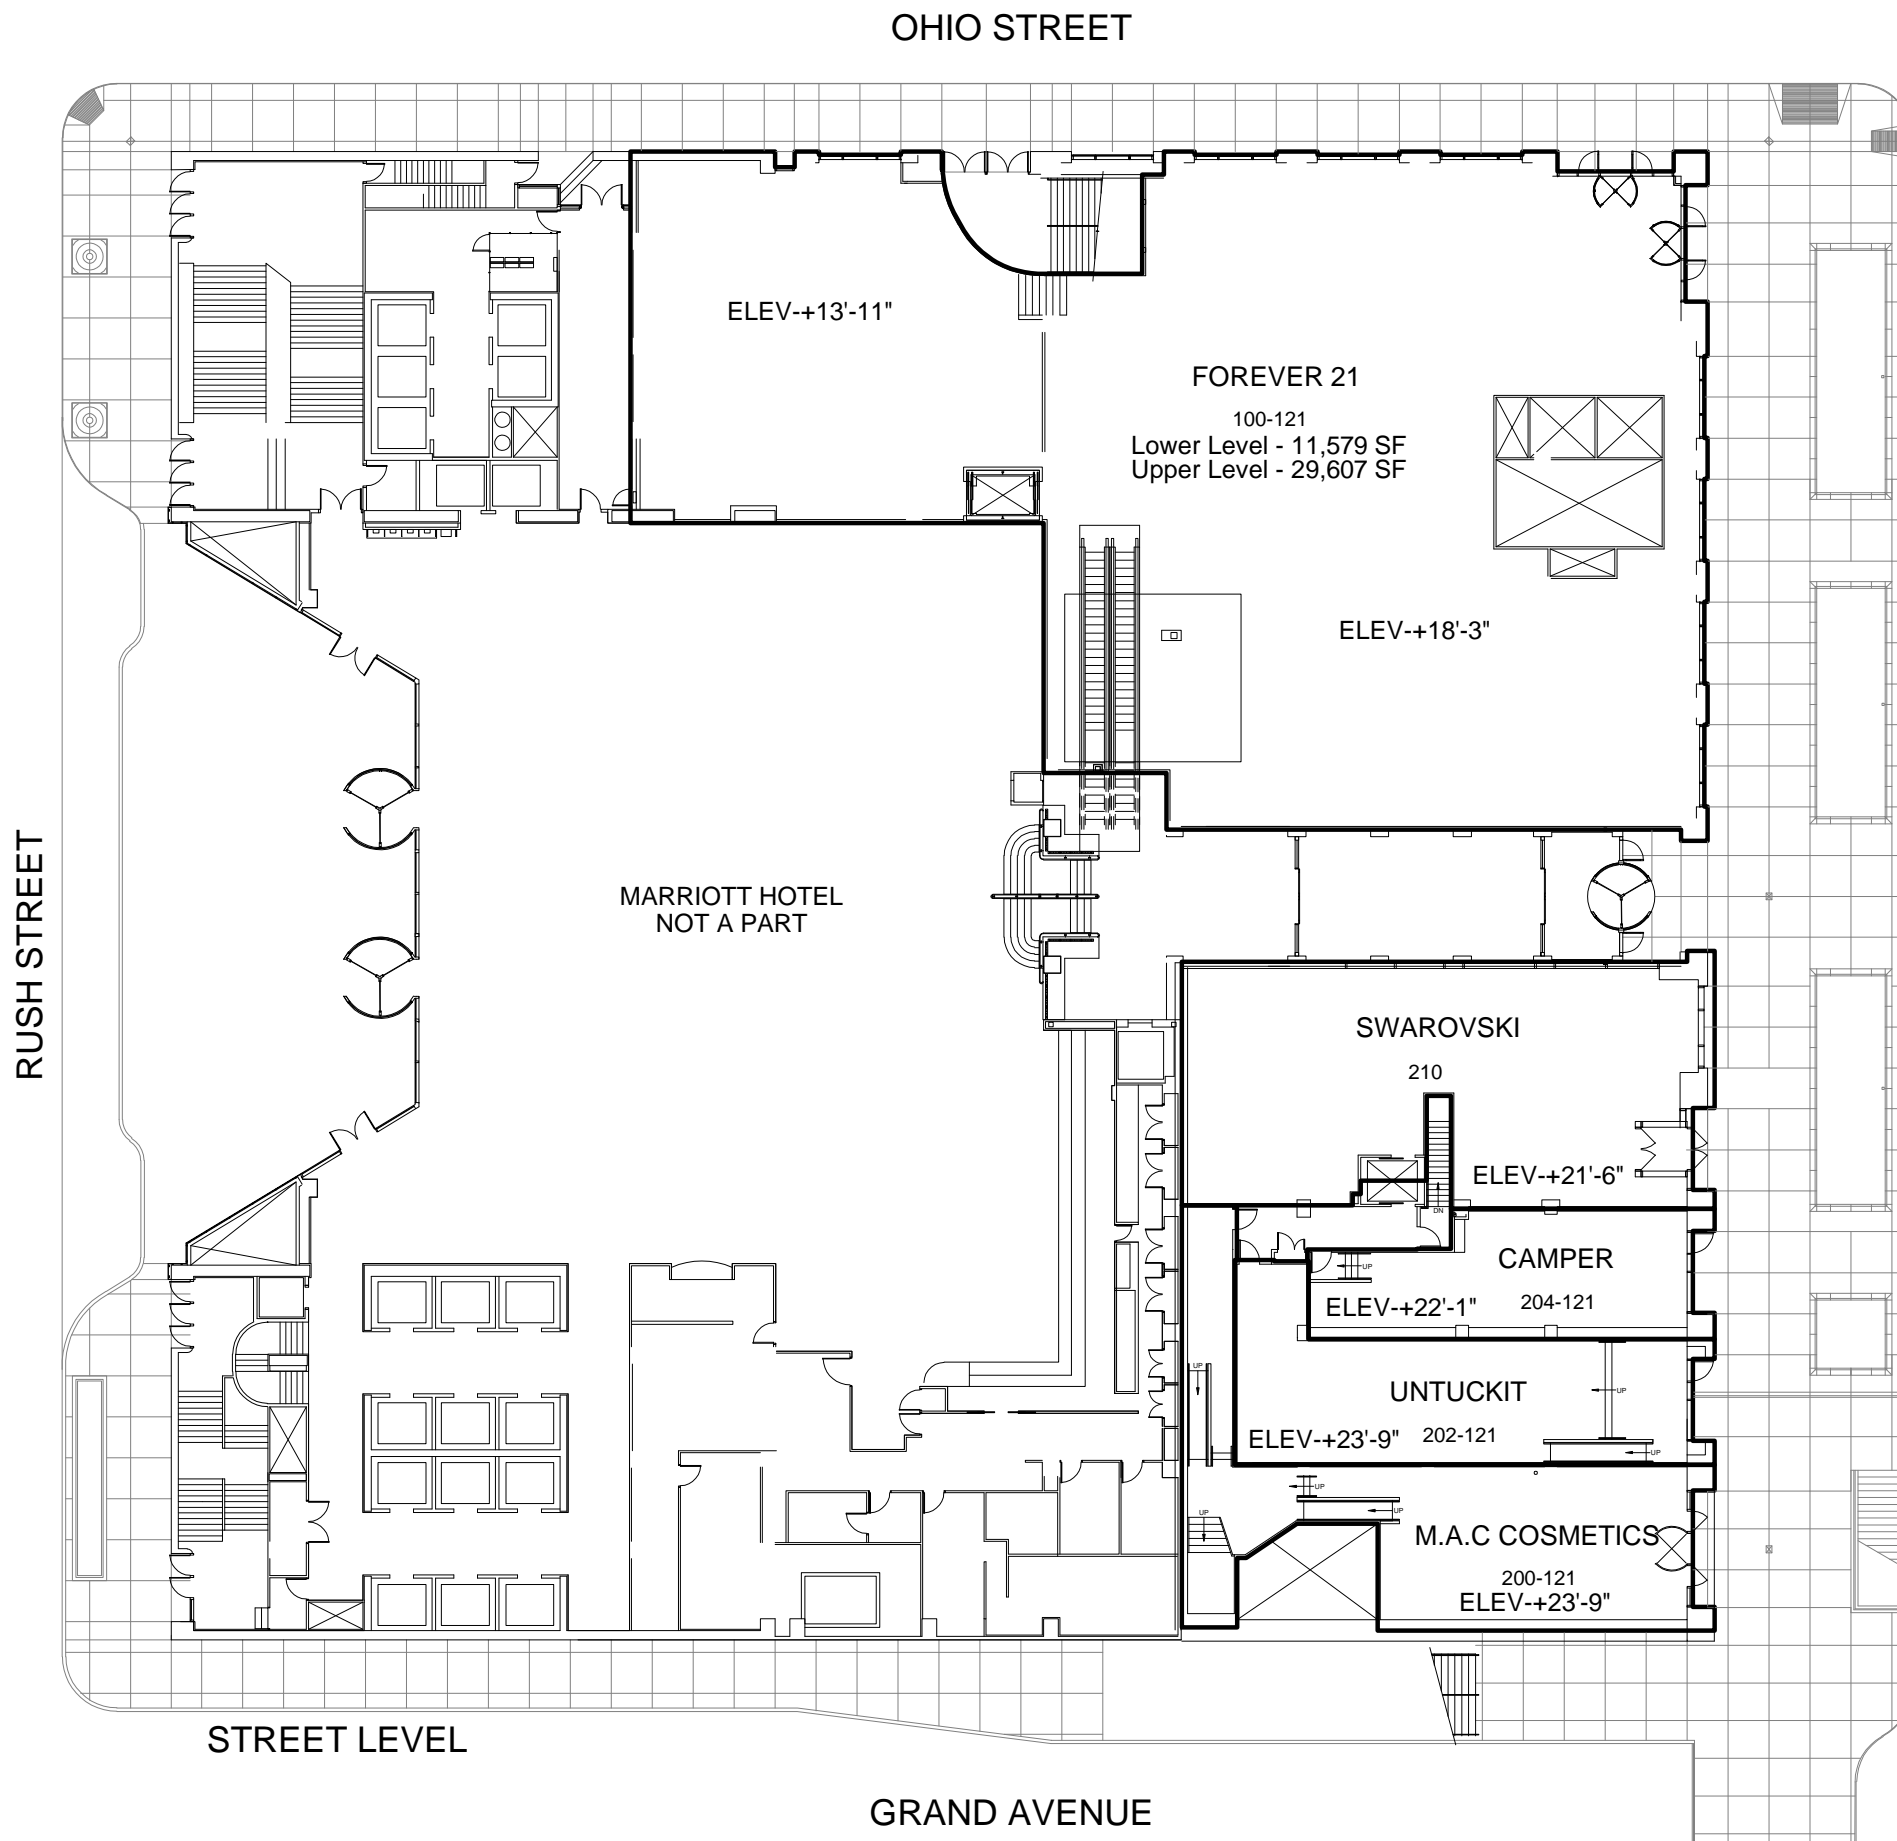 OHIO STREET
ELEV-+13'-11"
FOREVER 21
100-121
Lower Level - 11,579 SF
Upper Level - 29,607 SF
ELEV-+18'-3"
RUSH STREET
MARRIOTT HOTEL
NOT A PART
SWAROVSKI
210
ELEV-+21'-6"
DN
CAMPER
UP
ELEV-+22'-1"
204-121
UP
UNTUCKIT
UP
ELEV-+23'-9"
202-121
UP
UP
UP
UP
M.A.C COSMETICS
200-121
ELEV-+23'-9"
STREET LEVEL
GRAND AVENUE